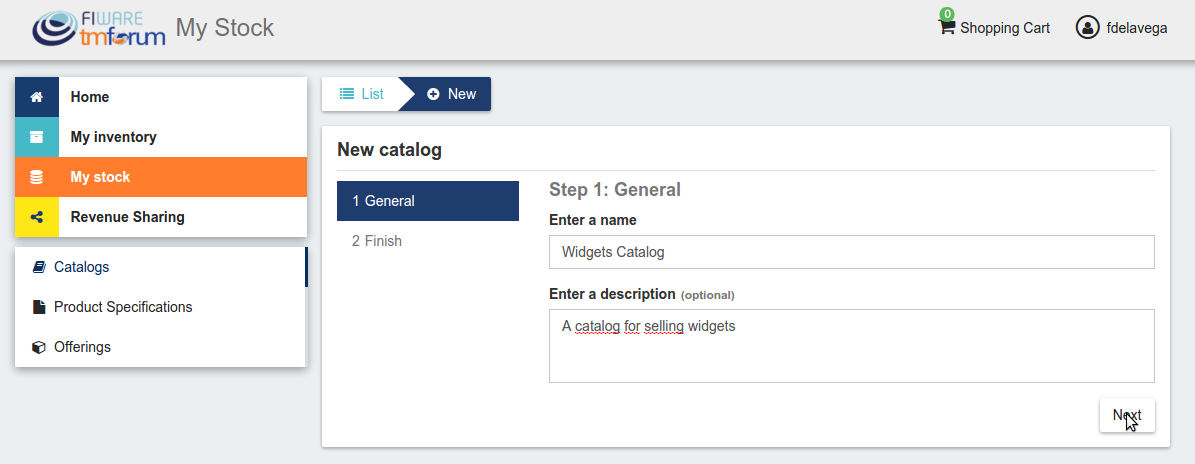 FIWARE
tmforum
My Stock
0
Shopping Cart
fdelavega
Home
My inventory
My stock
Revenue Sharing
Catalogs
Product Specifications
Offerings
List
New
New catalog
1 General
2 Finish
Step 1: General
Enter a name
Widgets Catalog
Enter a description (optional)
A catalog for selling widgets
Next